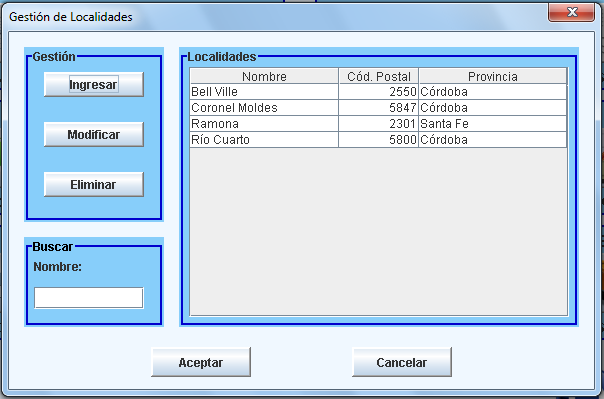 Gestión de Localidades
Gestión
Ingresar
Modificar
Eliminar
Buscar
Nombre:
Localidades
Nombre Cód. Postal Provincia
Bell Ville 2550 Córdoba
Coronel Moldes 5847 Córdoba
Ramona 2301 Santa Fe
Río Cuarto 5800 Córdoba
Aceptar Cancelar